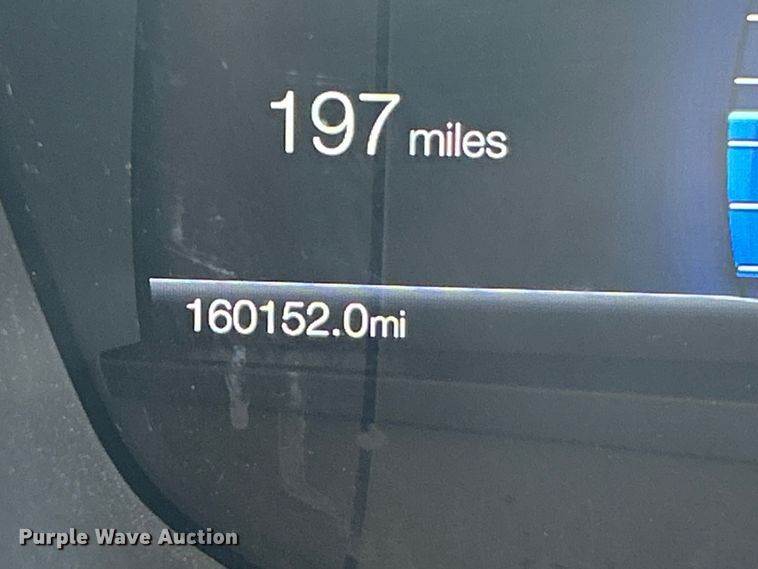 197 miles
160152.0mi
Purple Wave Auction